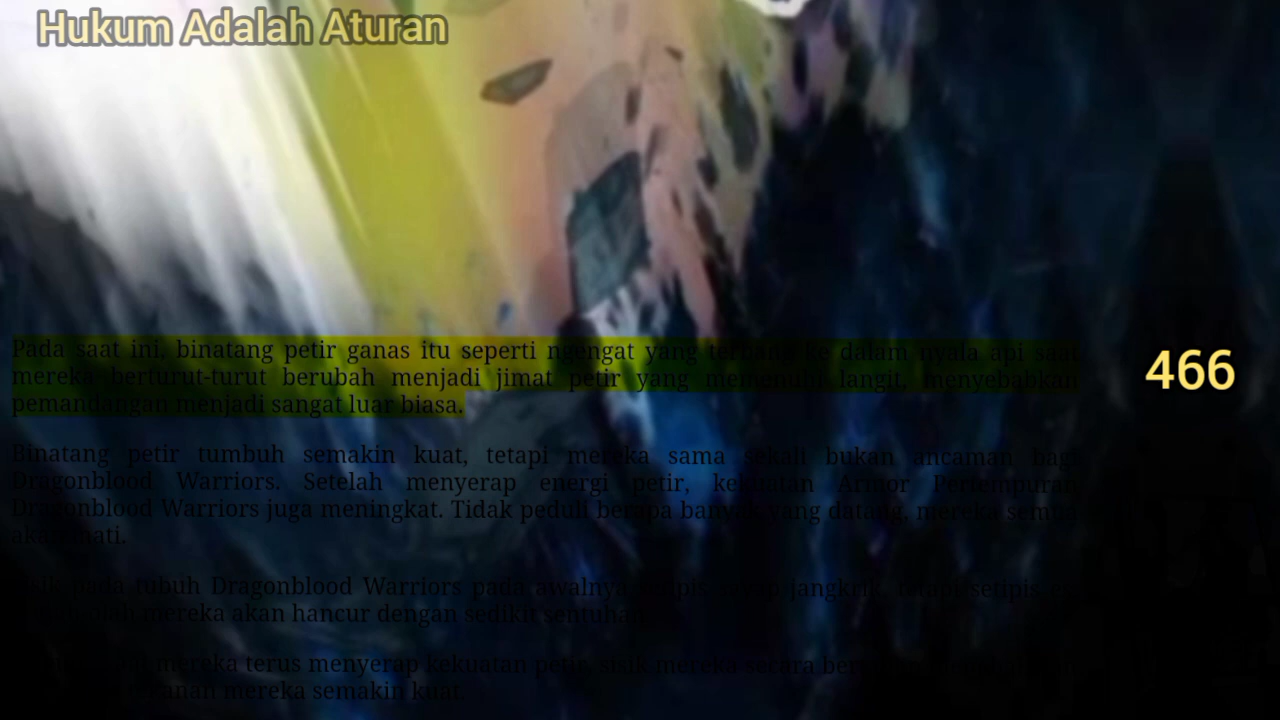 Hukum Adalah Aturan
Pada saat ini, binatang petir ganas itu seperti ngengat yang terbang ke dalam nyala api saat
mereka berturut-turut berubah menjadi jimat petir yang memenuhi langit, menyebabkan
pemandangan menjadi sangat luar biasa.
466
Binatang petir tumbuh semakin kuat, tetapi mereka sama sekali bukan ancaman bagi
Dragonblood Warriors. Setelah menyerap energi petir, kekuatan Armor Pertempuran
Dragonblood Warriors juga meningkat. Tidak peduli berapa banyak yang datang, mereka semua
akan mati.
pada tubuh Dragonblood Warriors pada awalnya setipis sayap jangkrik, tetapi setipis
mereka akan hancur dengan sedikit sentuhan.
mereka terus menyerap kekuatan petir, sisik mereka secara
mereka semakin kuat.